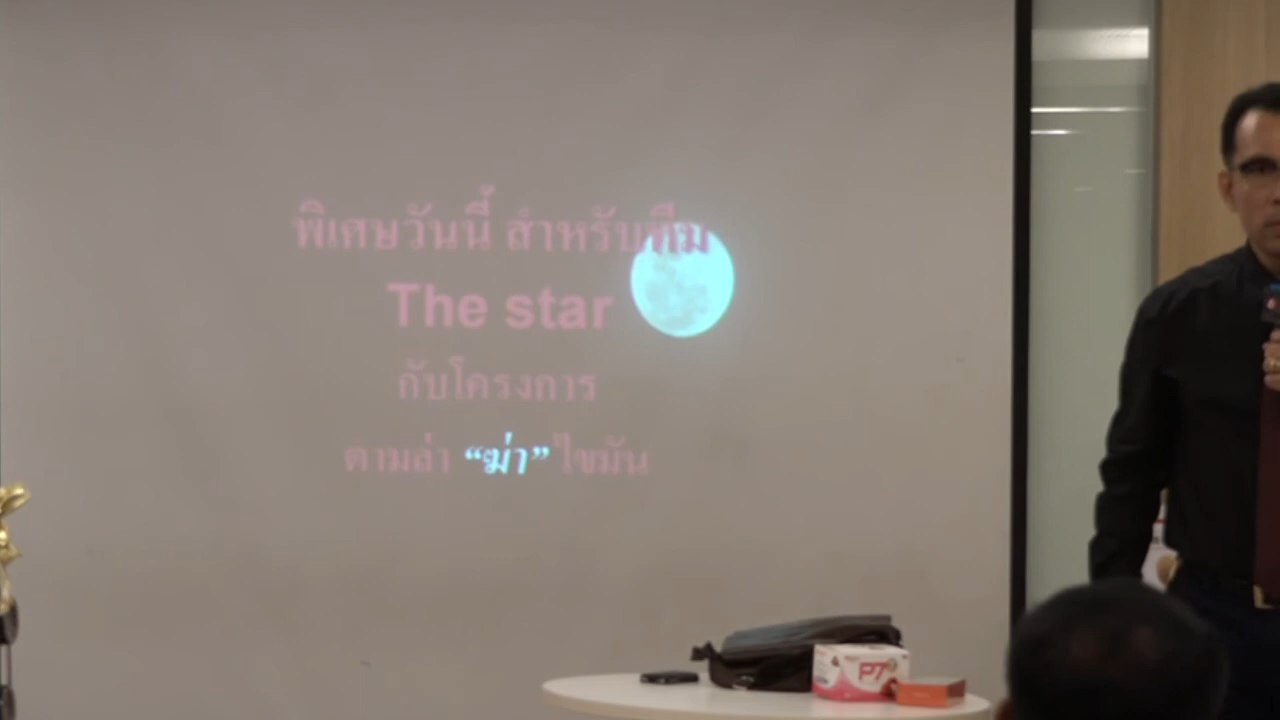 พิเศษวันนี้ สำหรับทีม
The star
กับโครงการ
ตามล่า “ฆ่า” ไขมัน
P7